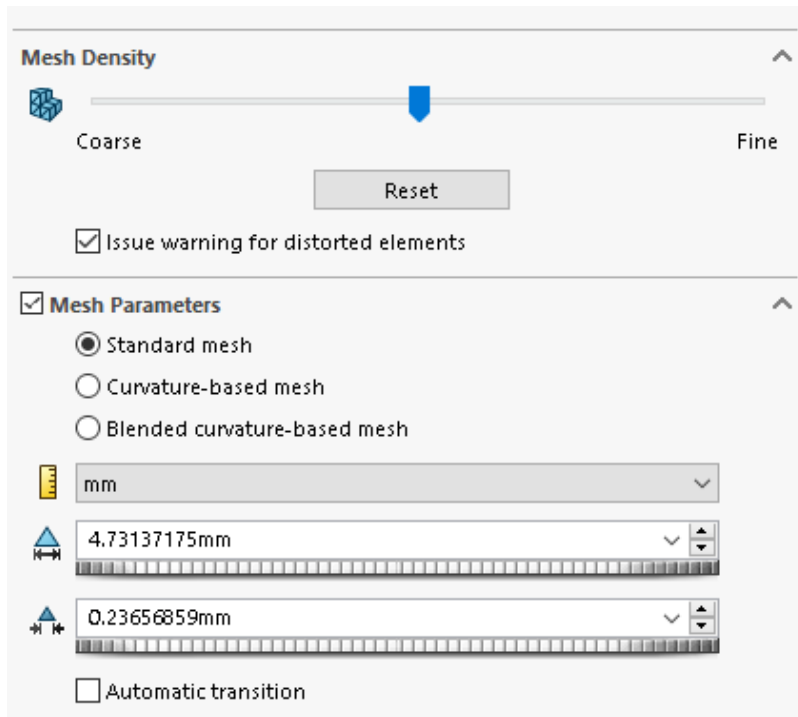 Mesh Density
Coarse Fine
Reset
Issue warning for distorted elements
Mesh Parameters
Standard mesh
Curvature-based mesh
Blended curvature-based mesh
mm
4.73137175mm
0.23656859mm
Automatic transition